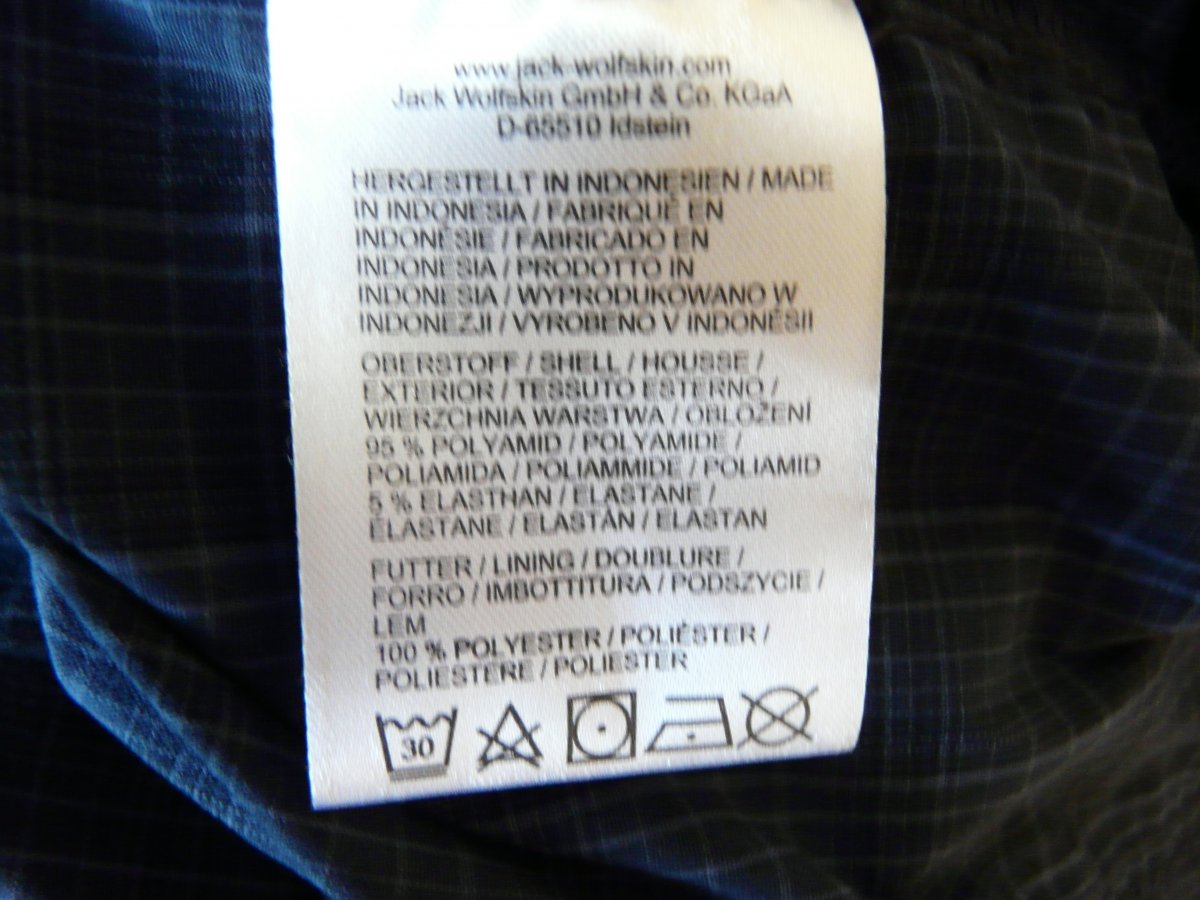 www.jack-wolfskin.com
Jack Wolfskin GmbH & Co. KGaA
D-65510 Idstein
HERGESTELLT IN INDONESIEN / MADE
IN INDONESIA / FABRIQUÉ EN
INDONÉSIE / FABRICADO EN
INDONESIA / PRODOTTO IN
INDONESIA / WYPRODUKOWANO W
INDONEZJI / VYROBENO V INDONÉSII
OBERSTOFF / SHELL / HOUSSE /
EXTERIOR / TESSUTO ESTERNO /
WIERZCHNIA WARSTWA / OBLOŽENÍ
95 % POLYAMID / POLYAMIDE /
POLIAMIDA / POLIAMMIDE / POLIAMID
5 % ELASTHAN / ELASTANE /
ÉLASTANE / ELASTÁN / ELASTAN
FUTTER / LINING / DOUBLURE /
FORRO / IMBOTTITURA / PODSZYCIE /
LEM
100 % POLYESTER / POLIÉSTER /
POLIESTERE / POLIESTER
30